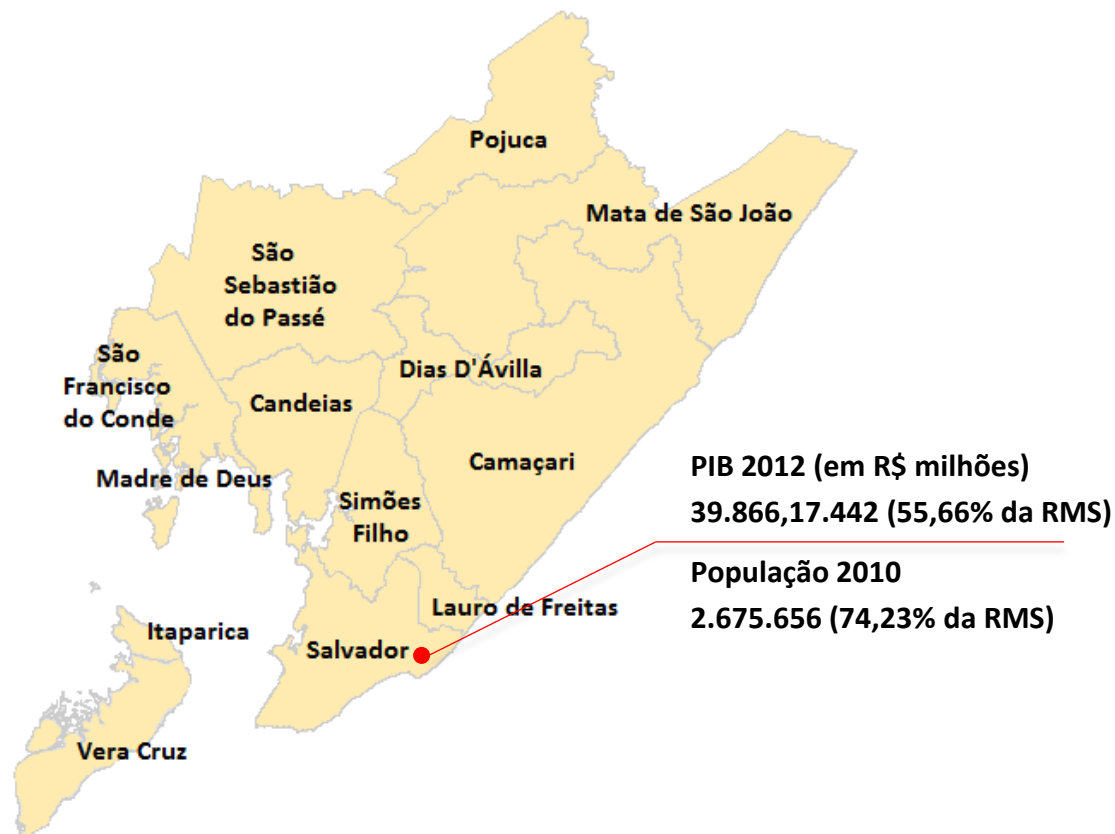 Pojuca
Mata de São João
São
Sebastião
do Passé
São
Francisco
do Conde
Dias D'Ávilla
Candeias
Camaçari
Madre de Deus
Simões
Filho
PIB 2012 (em R$ milhões)
39.866,17.442 (55,66% da RMS)
População 2010
2.675.656 (74,23% da RMS)
Lauro de Freitas
Itaparica
Salvador
Vera Cruz